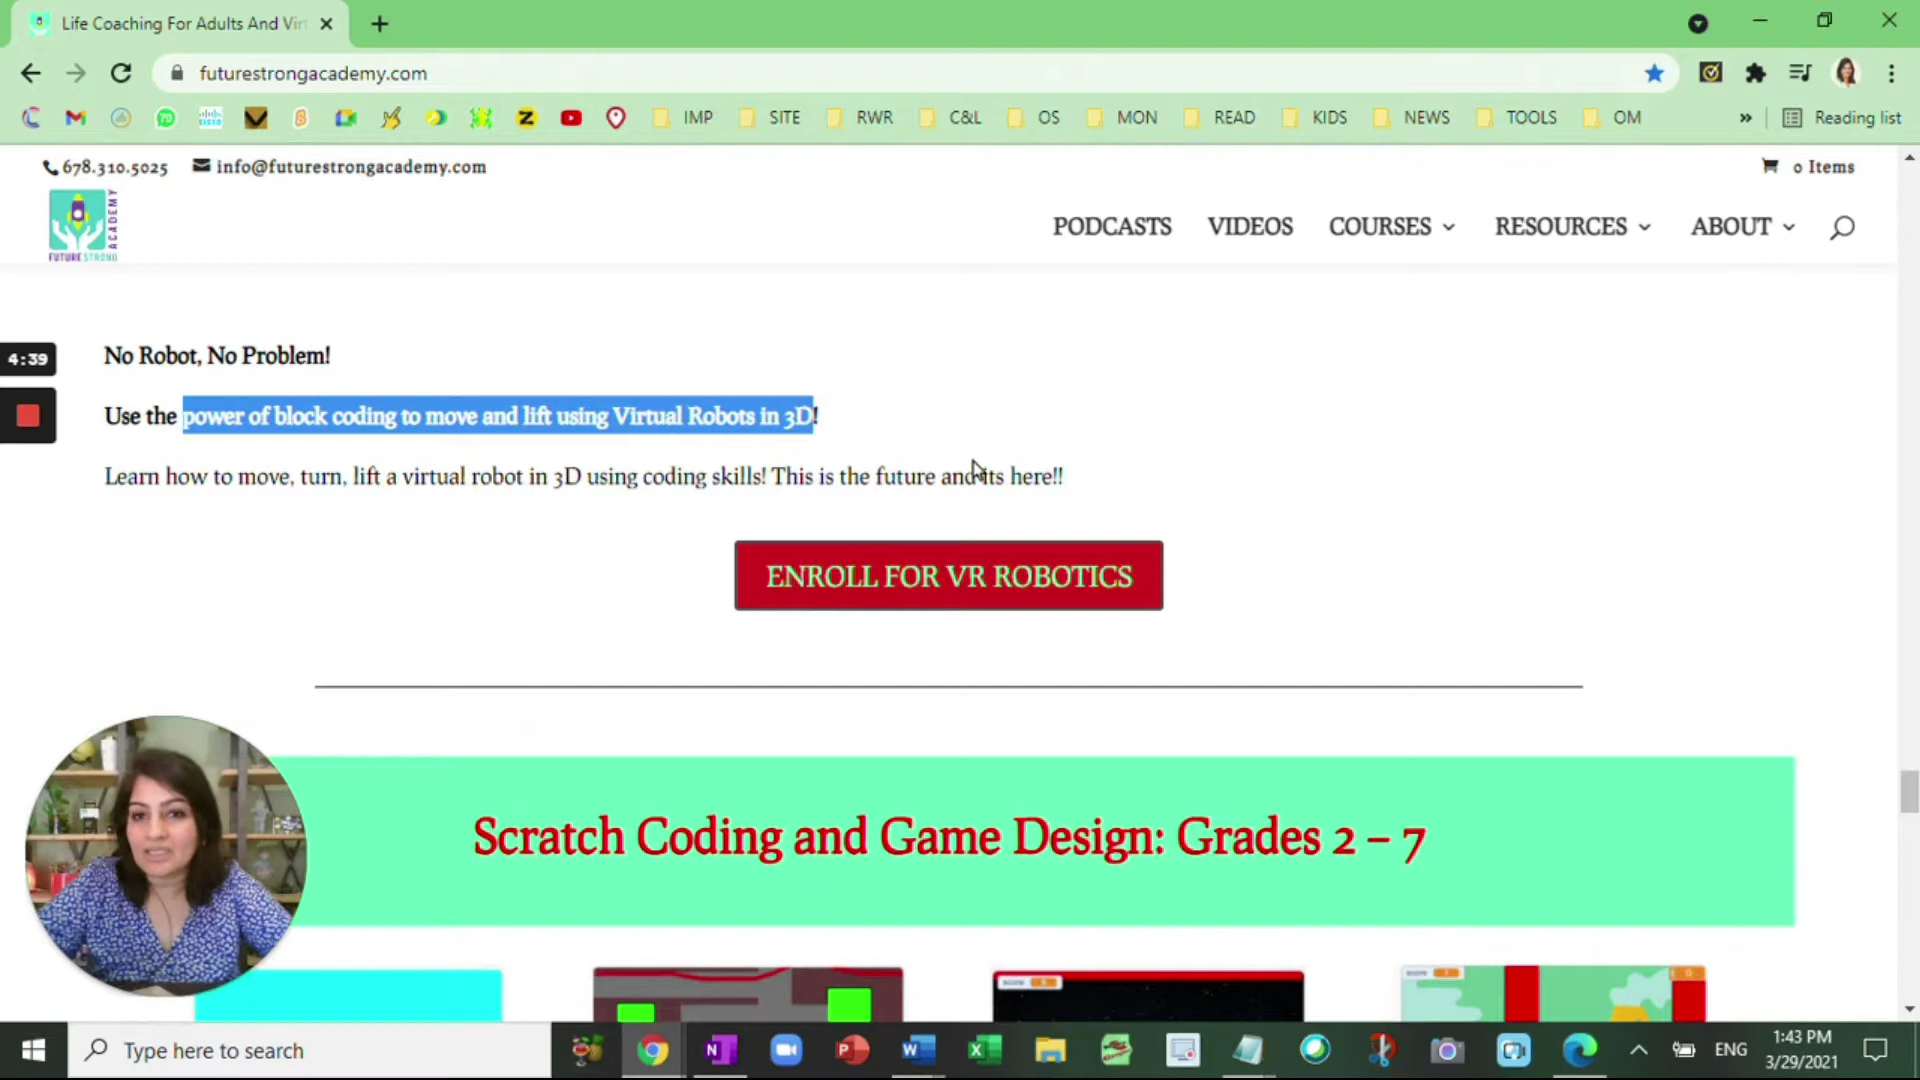 Life Coaching For Adults And Vir
futurestrongacademy.com
IMP SITE RWR C&L OS MON READ KIDS NEWS TOOLS OM » Reading list
678.310.5025 info@futurestrongacademy.com 0 Items
FUTURE STRONG
ACADEMY
PODCASTS VIDEOS COURSES RESOURCES ABOUT
4:39
No Robot, No Problem!
Use the power of block coding to move and lift using Virtual Robots in 3D!
Learn how to move, turn, lift a virtual robot in 3D using coding skills! This is the future and its here!!
ENROLL FOR VR ROBOTICS
Scratch Coding and Game Design: Grades 2 – 7
Type here to search
ENG
1:43 PM
3/29/2021